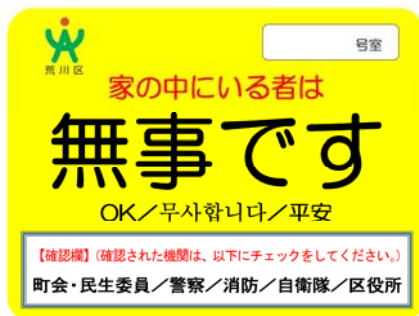 号室
荒川区
家の中にいる者は
無事です
OK／무사합니다／平安
【確認欄】(確認された機関は、以下にチェックをしてください。)
町会・民生委員／警察／消防／自衛隊／区役所